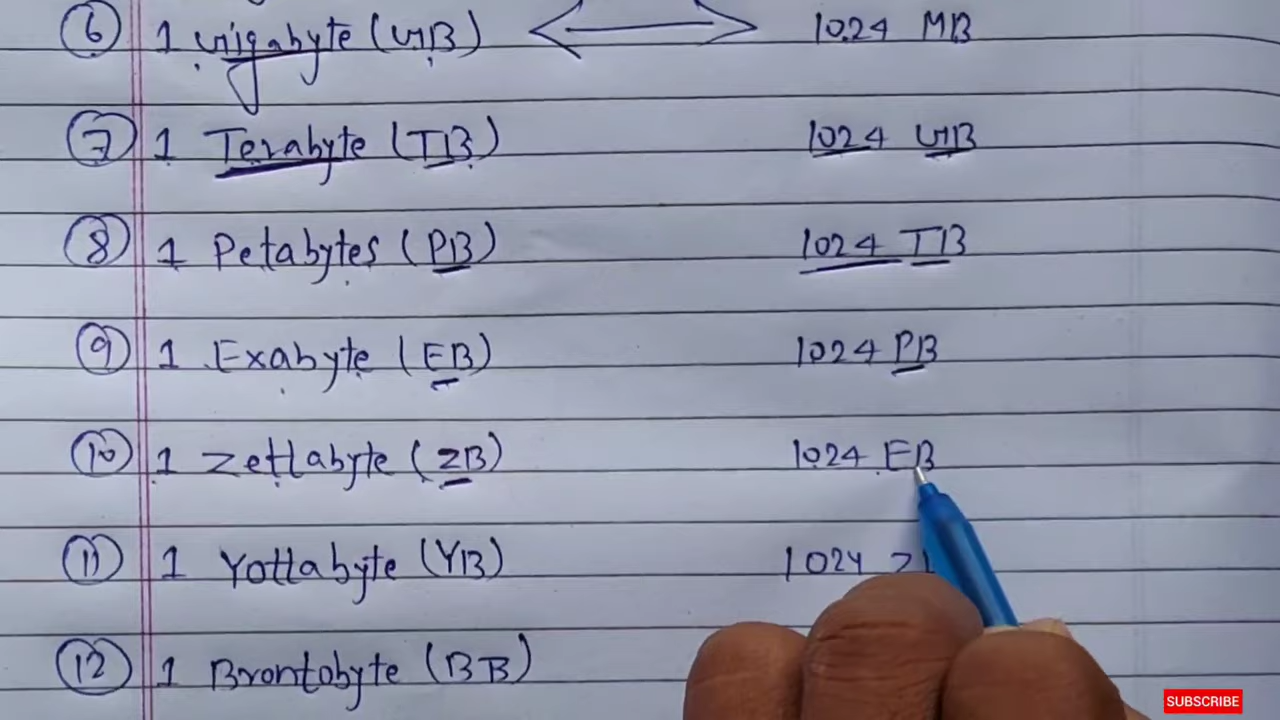 6 1 Gigabyte (GB) 1024 MB
7 1 Terabyte (TB) 1024 GB
8 1 Petabytes (PB) 1024 TB
9 1 Exabyte (EB) 1024 PB
10 1 Zettabyte (ZB) 1024 EB
11 1 Yottabyte (YB) 1024
12 1 Brontobyte (BB)
SUBSCRIBE